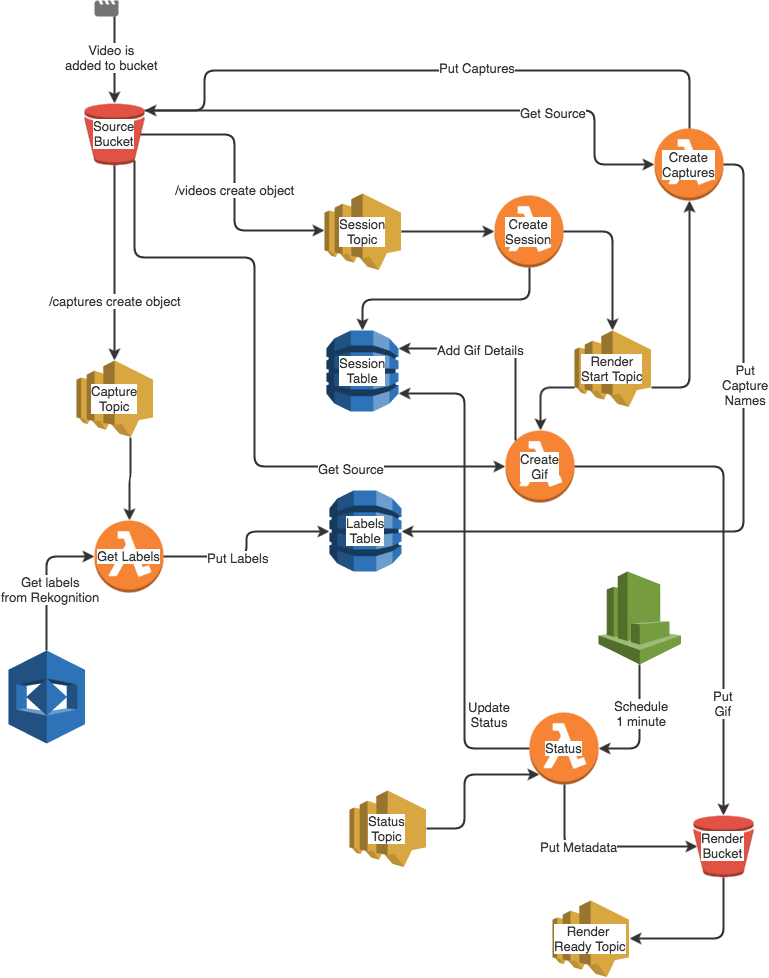 Video is
added to bucket
Put Captures
Source
Bucket
Get Source
Create
Captures
/videos create object
Session
Topic
Create
Session
/captures create object
Session
Table
Add Gif Details
Render
Start Topic
Put
Capture
Names
Capture
Topic
Get Source
Create
Gif
Labels
Table
Get Labels
Put Labels
Get labels
from Rekognition
Update
Status
Schedule
1 minute
Put
Gif
Status
Status
Topic
Put Metadata
Render
Bucket
Render
Ready Topic